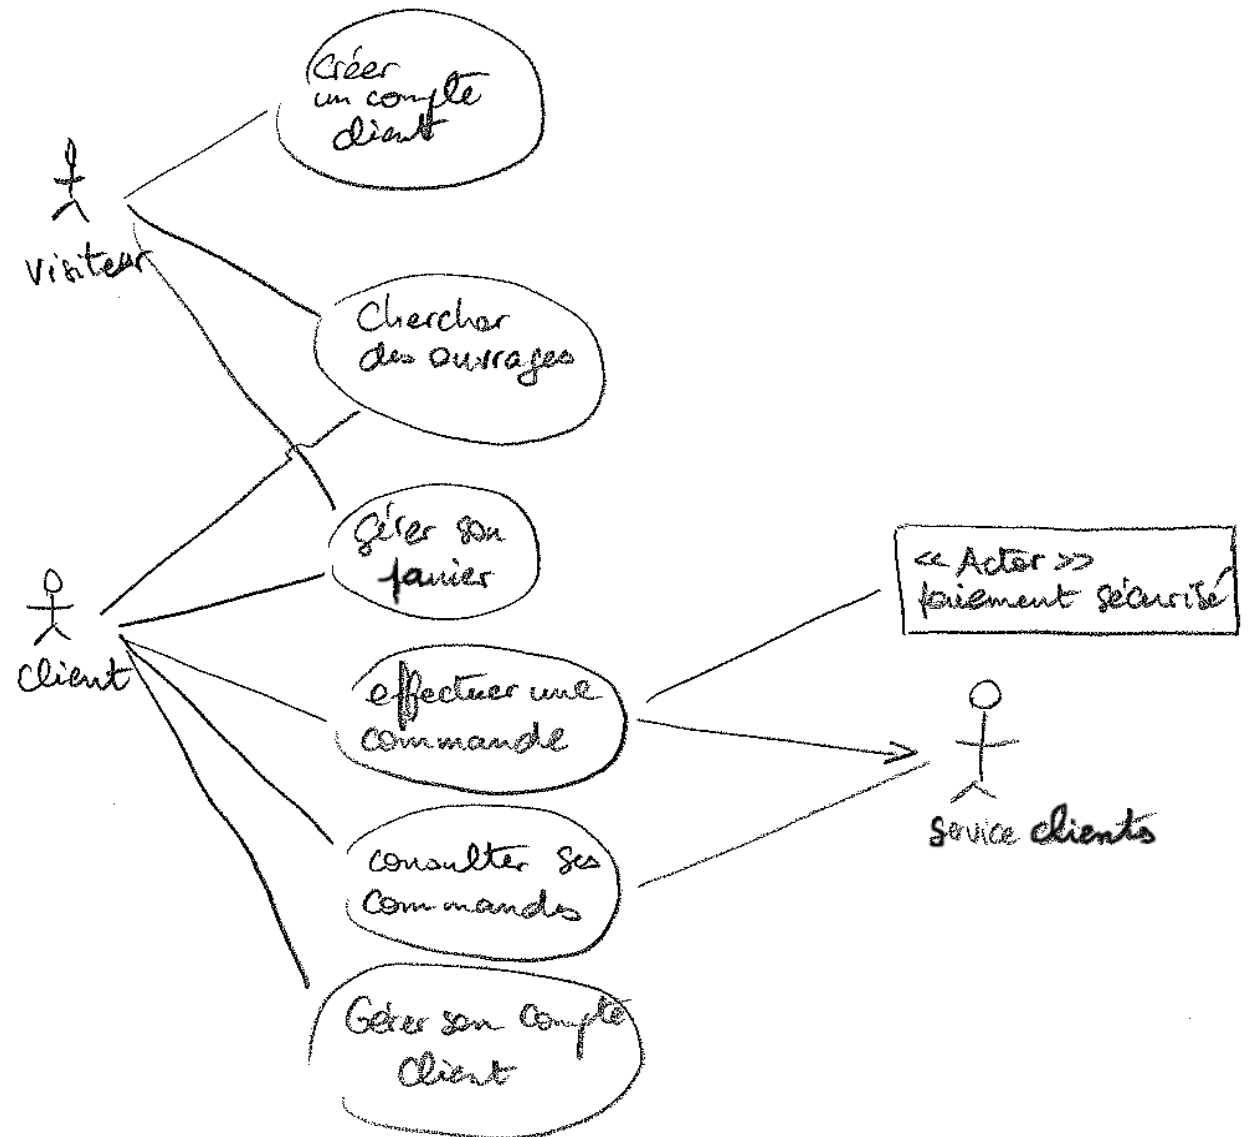 Créer
un compte
client
visiteur
Chercher
des ouvrages
gérer son
panier
<< Actor >>
paiement sécurisé
client
effectuer une
commande
service clients
consulter ses
commandes
Gérer son compte
client